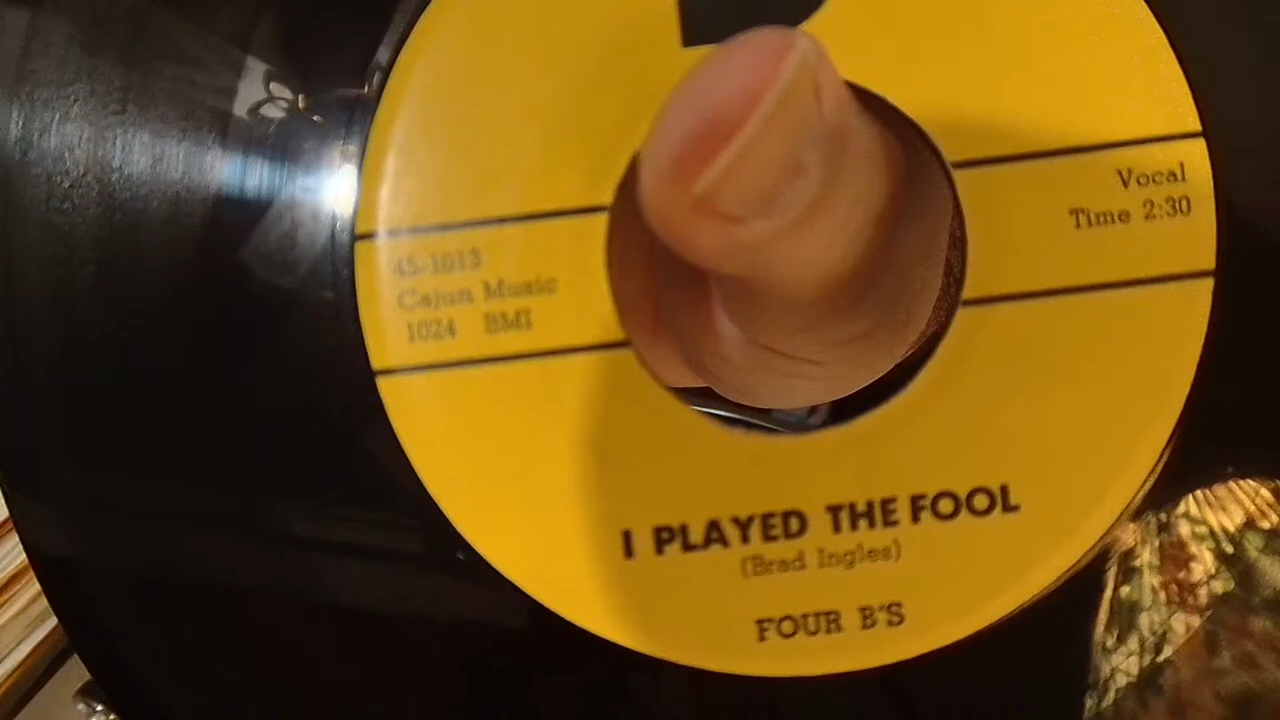 Vocal
Time 2:30
45-1013
Cajun Music
1024 BMI
I PLAYED THE FOOL
(Brad Ingles)
FOUR B'S